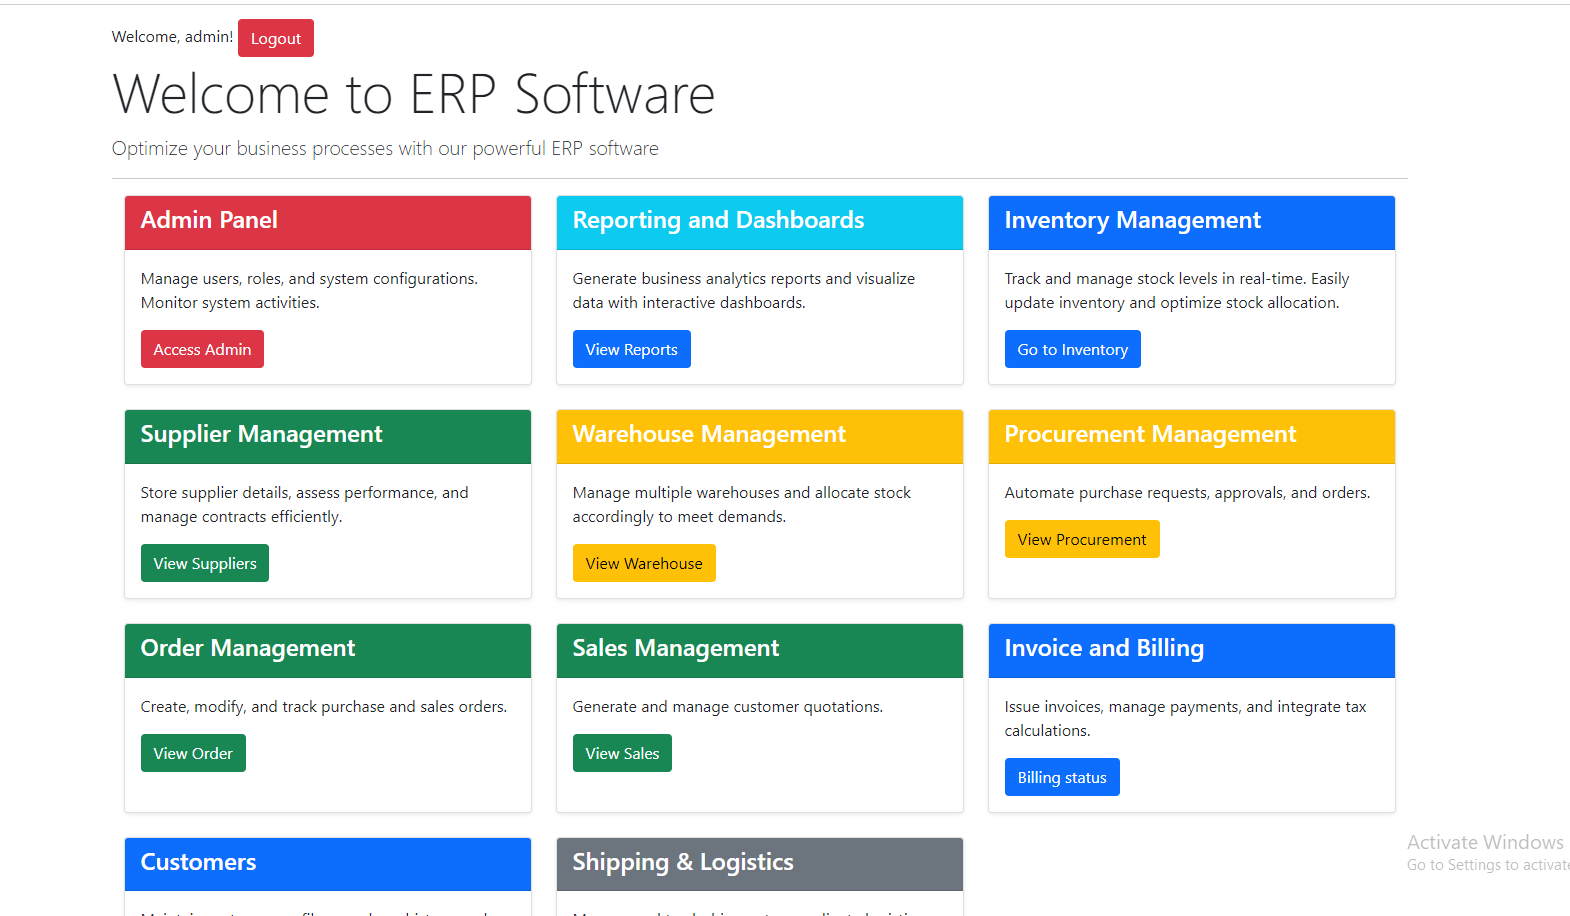 Welcome, admin! Logout
Welcome to ERP Software
Optimize your business processes with our powerful ERP software
Admin Panel
Manage users, roles, and system configurations.
Monitor system activities.
Access Admin
Reporting and Dashboards
Generate business analytics reports and visualize
data with interactive dashboards.
View Reports
Inventory Management
Track and manage stock levels in real-time. Easily
update inventory and optimize stock allocation.
Go to Inventory
Supplier Management
Store supplier details, assess performance, and
manage contracts efficiently.
View Suppliers
Warehouse Management
Manage multiple warehouses and allocate stock
accordingly to meet demands.
View Warehouse
Procurement Management
Automate purchase requests, approvals, and orders.
View Procurement
Order Management
Create, modify, and track purchase and sales orders.
View Order
Sales Management
Generate and manage customer quotations.
View Sales
Invoice and Billing
Issue invoices, manage payments, and integrate tax
calculations.
Billing status
Customers
Shipping & Logistics
Activate Windows
Go to Settings to activate